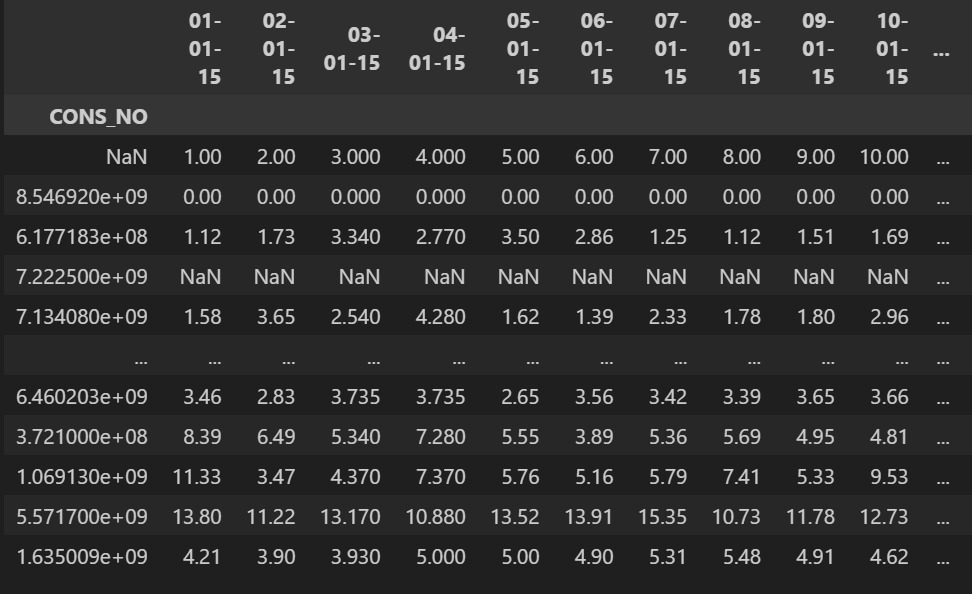 01-01-15 02-01-15 03-01-15 04-01-15 05-01-15 06-01-15 07-01-15 08-01-15 09-01-15 10-01-15 ...
CONS_NO
NaN 1.00 2.00 3.000 4.000 5.00 6.00 7.00 8.00 9.00 10.00 ...
8.546920e+09 0.00 0.00 0.000 0.000 0.00 0.00 0.00 0.00 0.00 0.00 ...
6.177183e+08 1.12 1.73 3.340 2.770 3.50 2.86 1.25 1.12 1.51 1.69 ...
7.222500e+09 NaN NaN NaN NaN NaN NaN NaN NaN NaN NaN ...
7.134080e+09 1.58 3.65 2.540 4.280 1.62 1.39 2.33 1.78 1.80 2.96 ...
... ... ... ... ... ... ... ... ... ... ... ...
6.460203e+09 3.46 2.83 3.735 3.735 2.65 3.56 3.42 3.39 3.65 3.66 ...
3.721000e+08 8.39 6.49 5.340 7.280 5.55 3.89 5.36 5.69 4.95 4.81 ...
1.069130e+09 11.33 3.47 4.370 7.370 5.76 5.16 5.79 7.41 5.33 9.53 ...
5.571700e+09 13.80 11.22 13.170 10.880 13.52 13.91 15.35 10.73 11.78 12.73 ...
1.635009e+09 4.21 3.90 3.930 5.000 5.00 4.90 5.31 5.48 4.91 4.62 ...